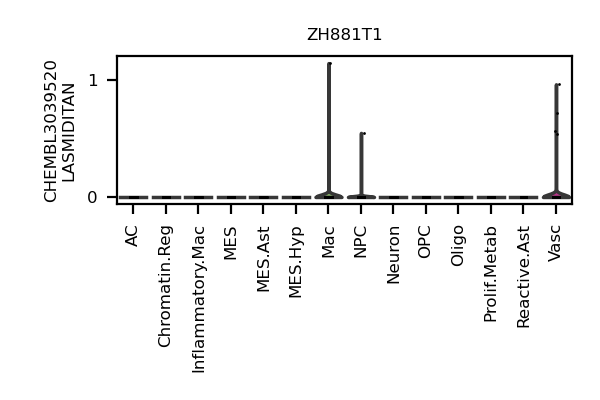 ZH881T1
CHEMBL3039520
LASMIDITAN
1
0
AC
Chromatin.Reg
Inflammatory.Mac
MES
MES.Ast
MES.Hyp
Mac
NPC
Neuron
OPC
Oligo
Prolif.Metab
Reactive.Ast
Vasc